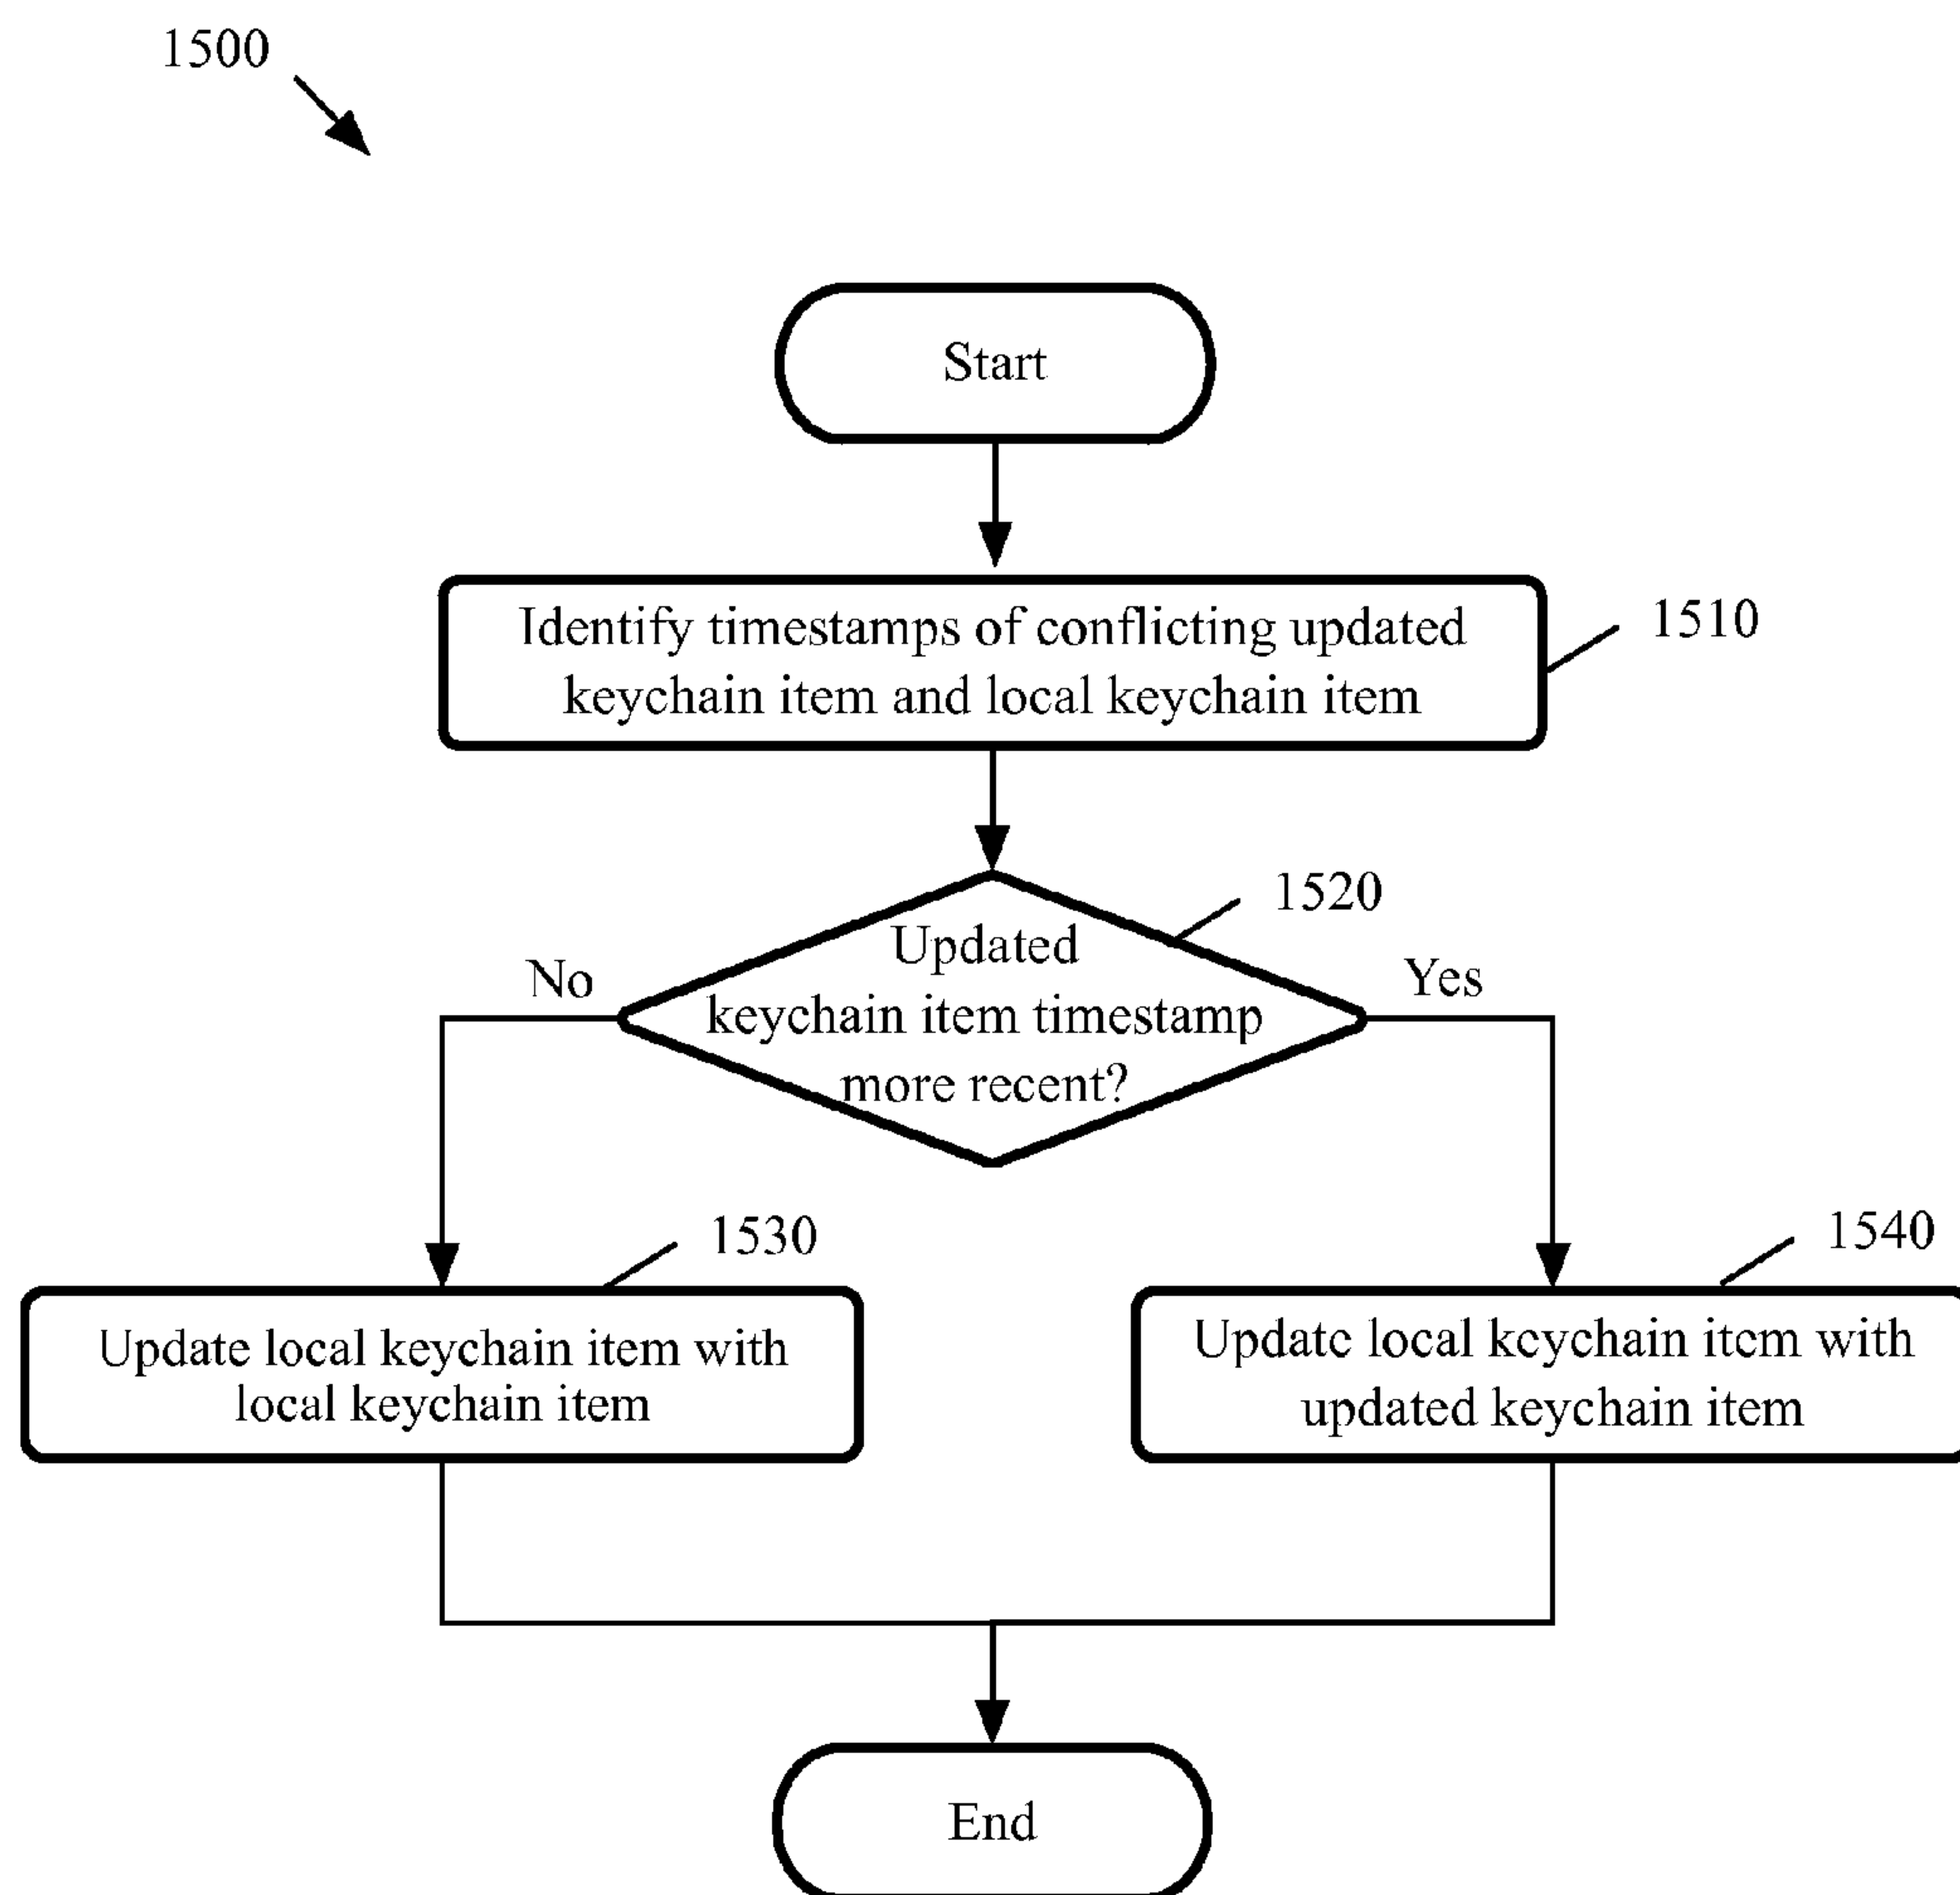 1500
Start
Identify timestamps of conflicting updated
keychain item and local keychain item
1510
1520
Updated
keychain item timestamp
more recent?
No
Yes
1530
1540
Update local keychain item with
local keychain item
Update local keychain item with
updated keychain item
End